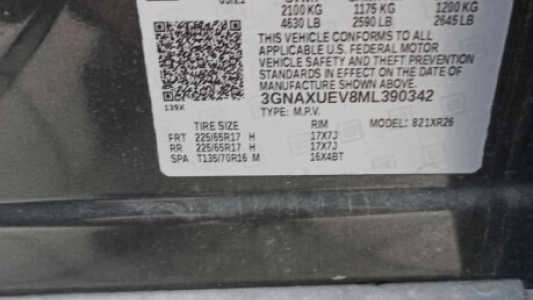 2100 KG 1175 KG 1200 KG
4630 LB 2590 LB 2645 LB
THIS VEHICLE CONFORMS TO ALL
APPLICABLE U.S. FEDERAL MOTOR
VEHICLE SAFETY AND THEFT PREVENTION
STANDARDS IN EFFECT ON THE DATE OF
MANUFACTURE SHOWN ABOVE.
3GNAXUEV8ML390342
TYPE: M.P.V.
139X
MODEL: 821XR26
TIRE SIZE RIM
FRT 225/65R17 H 17X7J
RR 225/65R17 H 17X7J
SPA T135/70R16 M 16X4BT